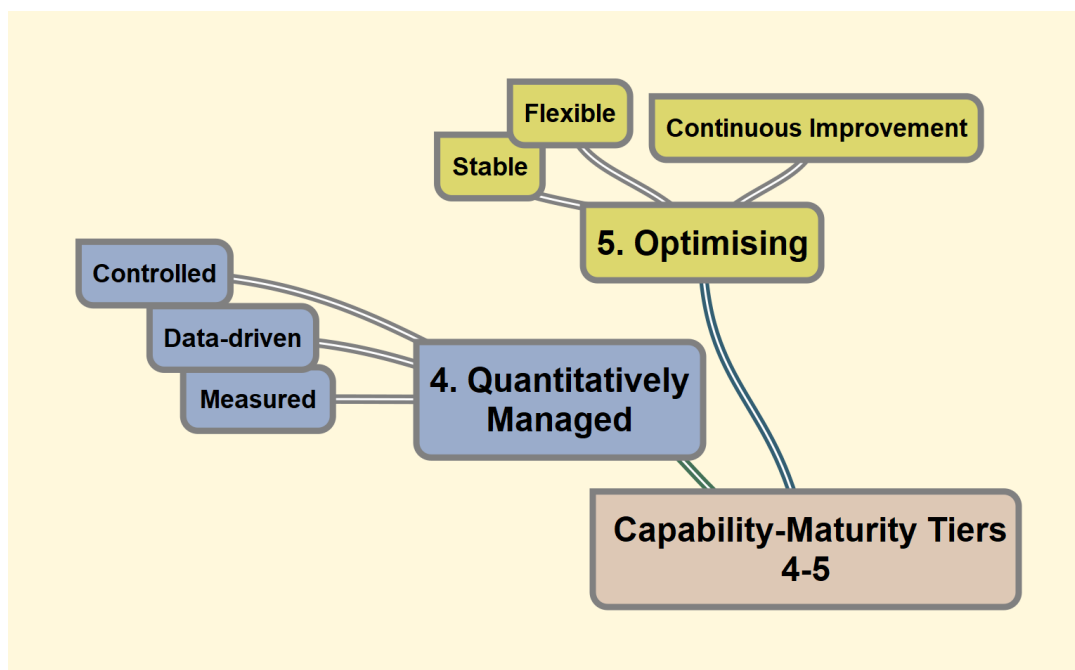 Flexible
Continuous Improvement
Stable
5. Optimising
Controlled
Data-driven
Measured
4. Quantitatively
Managed
Capability-Maturity Tiers
4-5